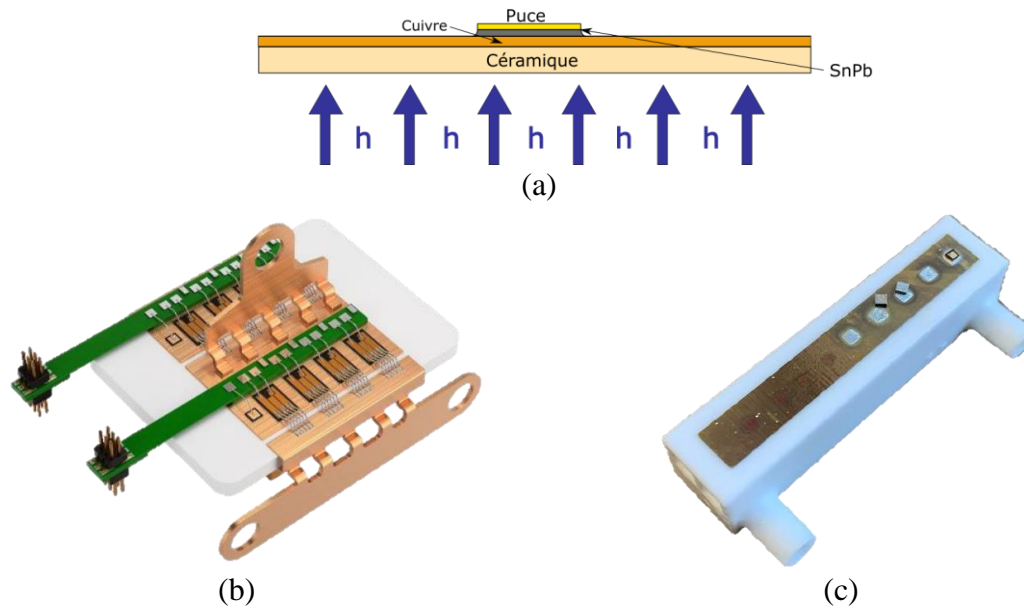 Puce
Cuivre
Céramique
SnPb
h h h h h
(a)
(b)
(c)